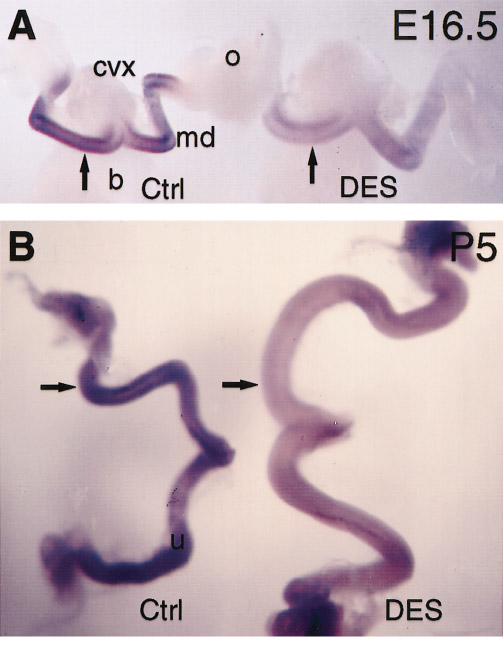 A E16.5
cvx o
md
b Ctrl DES
B P5
u
Ctrl DES